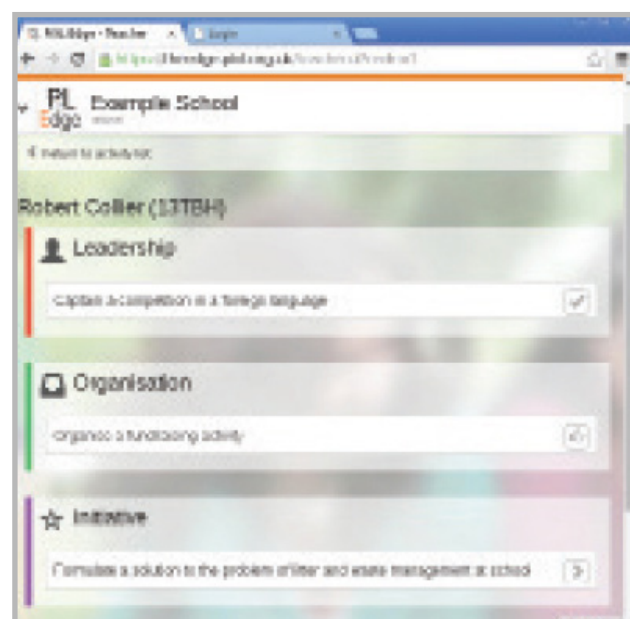 Login
PL
Edge
Example School
Return to activity list
Robert Collier (13TBH)
Leadership
Captain a competition in a foreign language
Organisation
Organise a fundraising activity
Initiative
Formulate a solution to the problem of litter and waste management at school